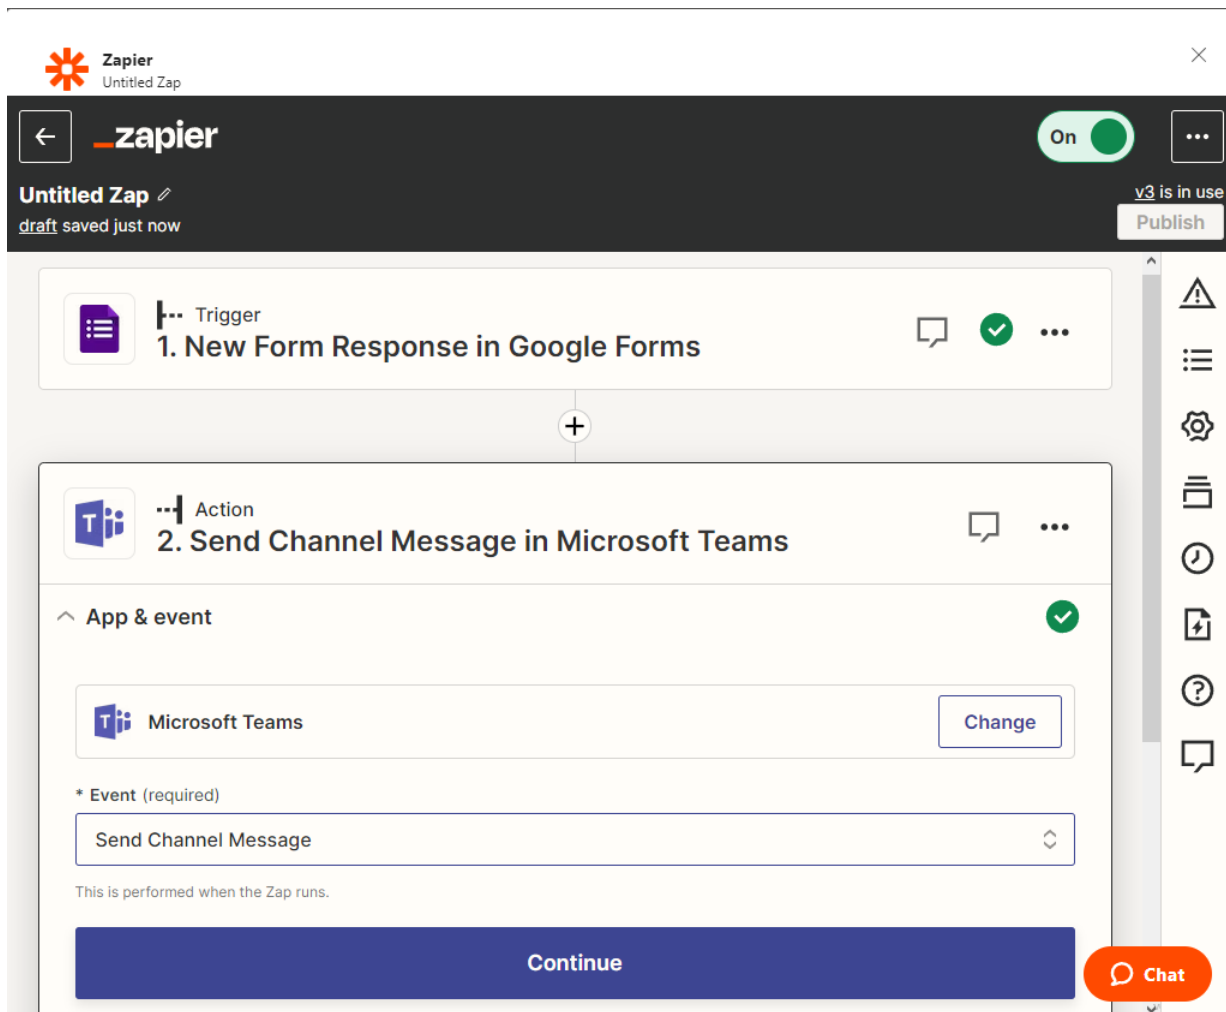 Zapier
Untitled Zap
zapier
On
Untitled Zap
v3 is in use
draft saved just now
Publish
Trigger
1. New Form Response in Google Forms
Action
2. Send Channel Message in Microsoft Teams
App & event
Microsoft Teams
Change
* Event (required)
Send Channel Message
This is performed when the Zap runs.
Continue
Chat